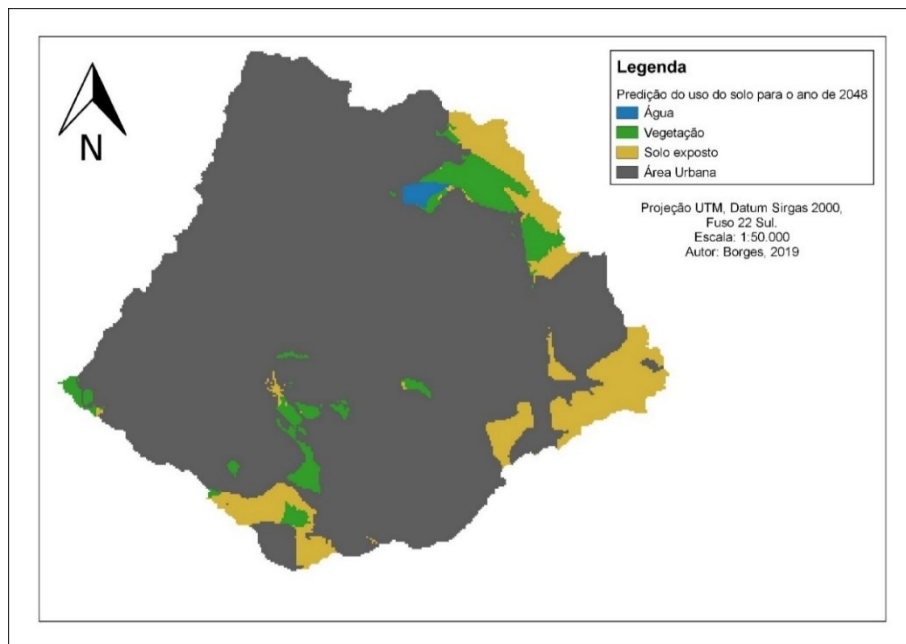 N
Legenda
Predição do uso do solo para o ano de 2048
Água
Vegetação
Solo exposto
Área Urbana
Projeção UTM, Datum Sirgas 2000,
Fuso 22 Sul.
Escala: 1:50.000
Autor: Borges, 2019